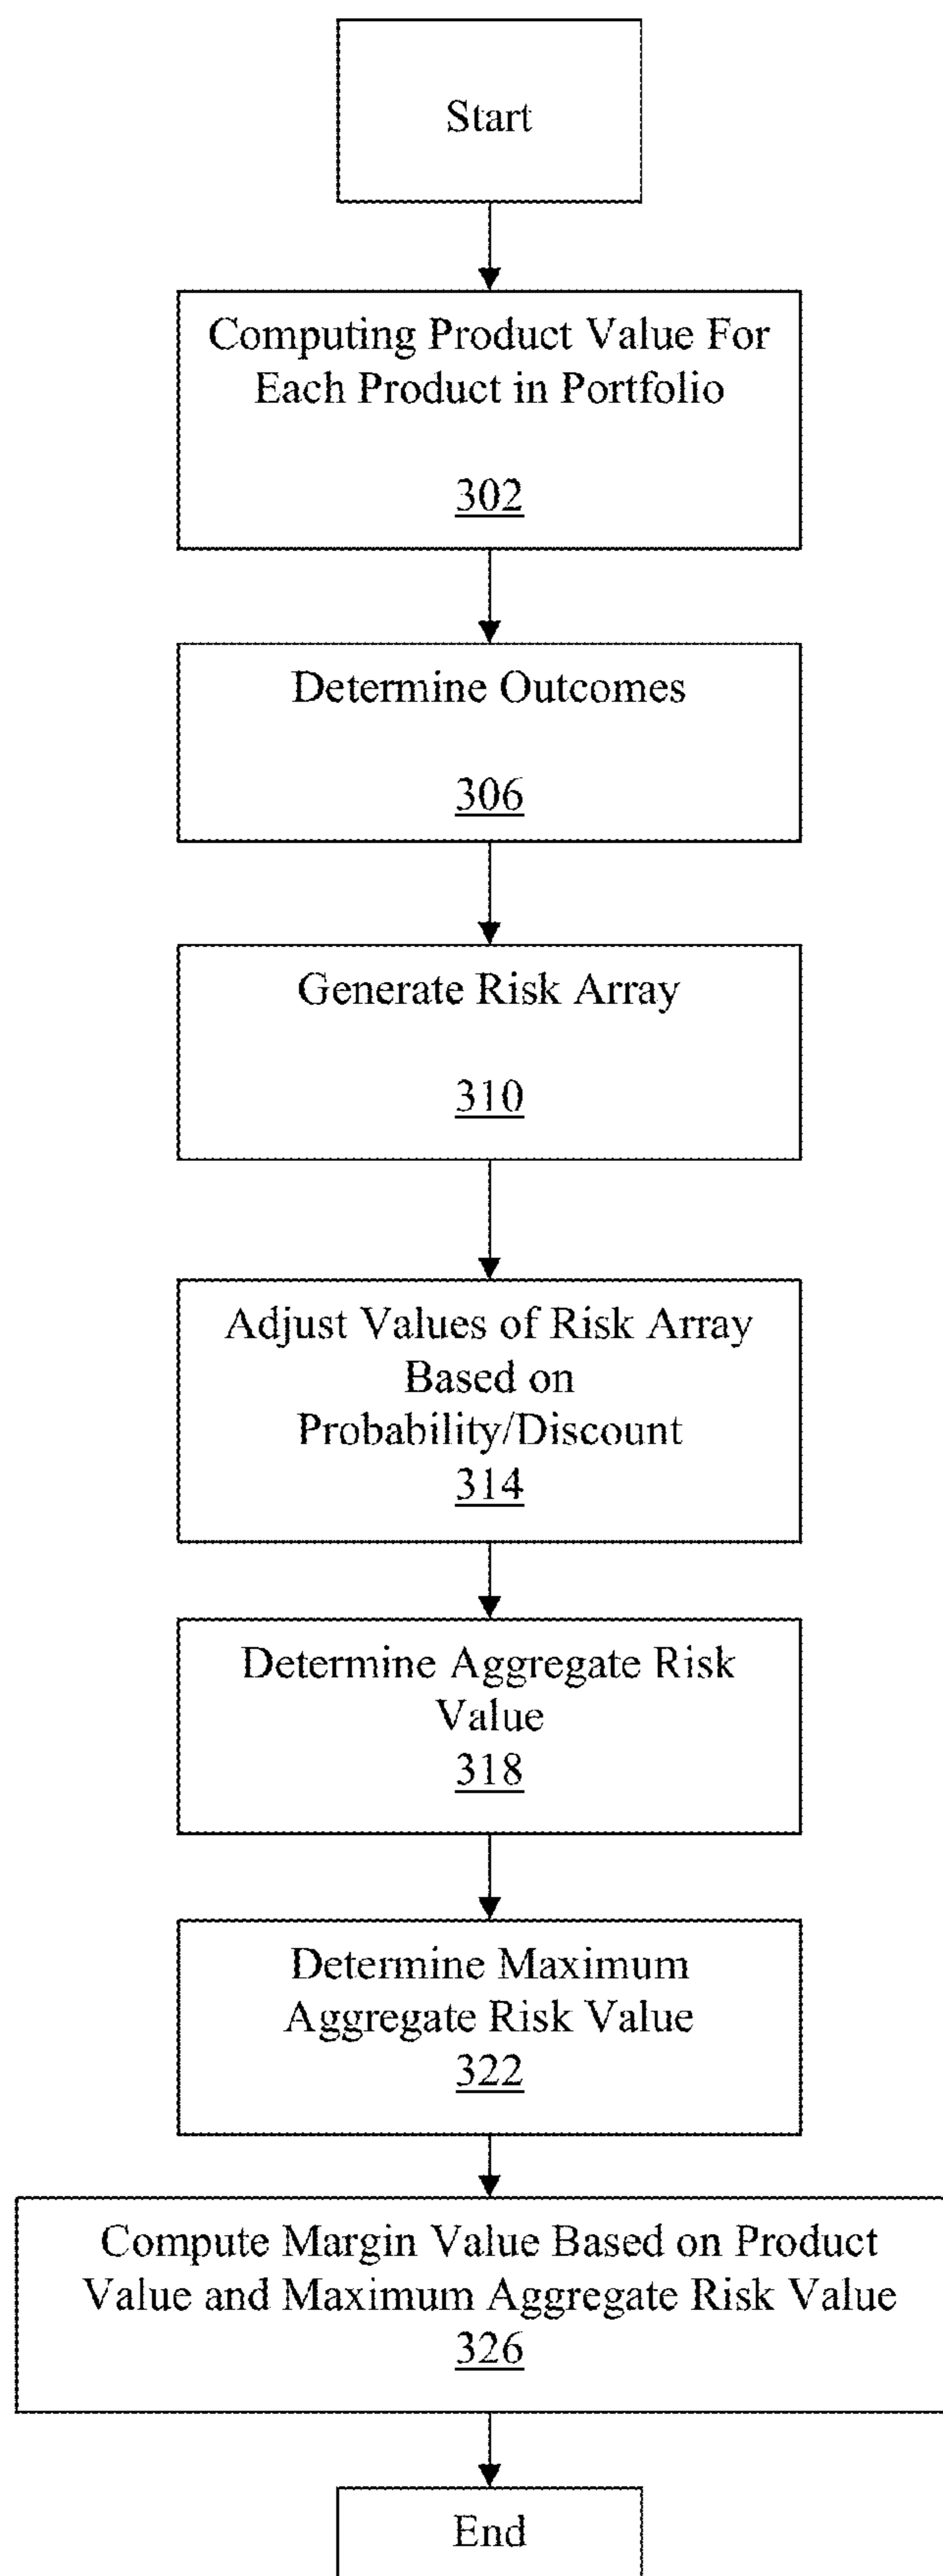 Start
Computing Product Value For
Each Product in Portfolio
302
Determine Outcomes
306
Generate Risk Array
310
Adjust Values of Risk Array
Based on
Probability/Discount
314
Determine Aggregate Risk
Value
318
Determine Maximum
Aggregate Risk Value
322
Compute Margin Value Based on Product
Value and Maximum Aggregate Risk Value
326
End